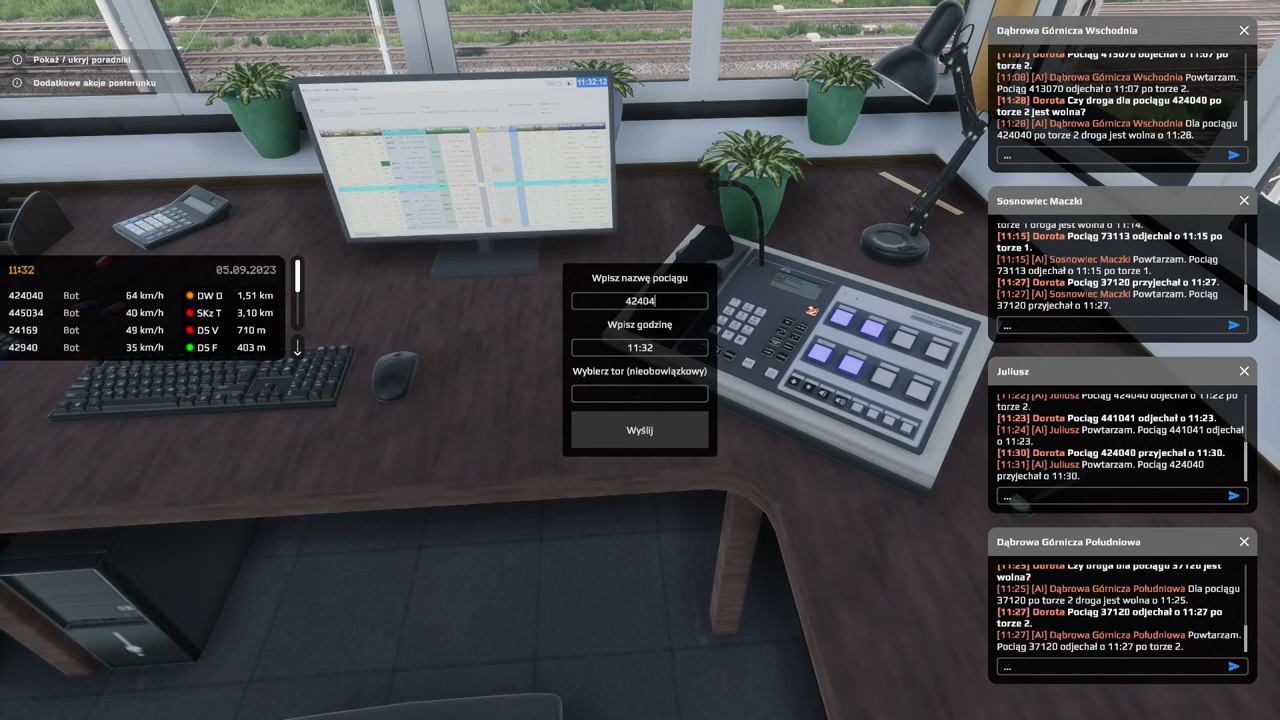 Pokaż / ukryj poradniki
Dodatkowe akcje posterunku
11:32:12
11:32 05.09.2023
424040 Bot 64 km/h DW D 1,51 km
445034 Bot 40 km/h SKz T 3,10 km
24169 Bot 49 km/h DS V 710 m
42940 Bot 35 km/h DS F 403 m
Wpisz nazwę pociągu
42404
Wpisz godzinę
11:32
Wybierz tor (nieobowiązkowy)
...
Wyślij
Dąbrowa Górnicza Wschodnia
[11:07] Dorota Pociąg 413070 odjechał o 11:07 po
torze 2.
[11:08] [AI] Dąbrowa Górnicza Wschodnia Powtarzam.
Pociąg 413070 odjechał o 11:07 po torze 2.
[11:28] Dorota Czy droga dla pociągu 424040 po
torze 2 jest wolna?
[11:28] [AI] Dąbrowa Górnicza Wschodnia Dla pociągu
424040 po torze 2 droga jest wolna o 11:28.
...
Sosnowiec Maczki
torze 1 droga jest wolna o 11:14.
[11:15] Dorota Pociąg 73113 odjechał o 11:15 po
torze 1.
[11:15] [AI] Sosnowiec Maczki Powtarzam. Pociąg
73113 odjechał o 11:15 po torze 1.
[11:27] Dorota Pociąg 37120 przyjechał o 11:27.
[11:27] [AI] Sosnowiec Maczki Powtarzam. Pociąg
37120 przyjechał o 11:27.
...
Juliusz
[11:22] [AI] Juliusz Pociąg 424040 odjechał o 11:22 po
torze 2.
[11:23] Dorota Pociąg 441041 odjechał o 11:23.
[11:24] [AI] Juliusz Powtarzam. Pociąg 441041 odjechał
o 11:23.
[11:30] Dorota Pociąg 424040 przyjechał o 11:30.
[11:31] [AI] Juliusz Powtarzam. Pociąg 424040
przyjechał o 11:30.
...
Dąbrowa Górnicza Południowa
[11:25] Dorota Czy droga dla pociągu 37120 jest
wolna?
[11:25] [AI] Dąbrowa Górnicza Południowa Dla pociągu
37120 po torze 2 droga jest wolna o 11:25.
[11:27] Dorota Pociąg 37120 odjechał o 11:27 po
torze 2.
[11:27] [AI] Dąbrowa Górnicza Południowa Powtarzam.
Pociąg 37120 odjechał o 11:27 po torze 2.
...